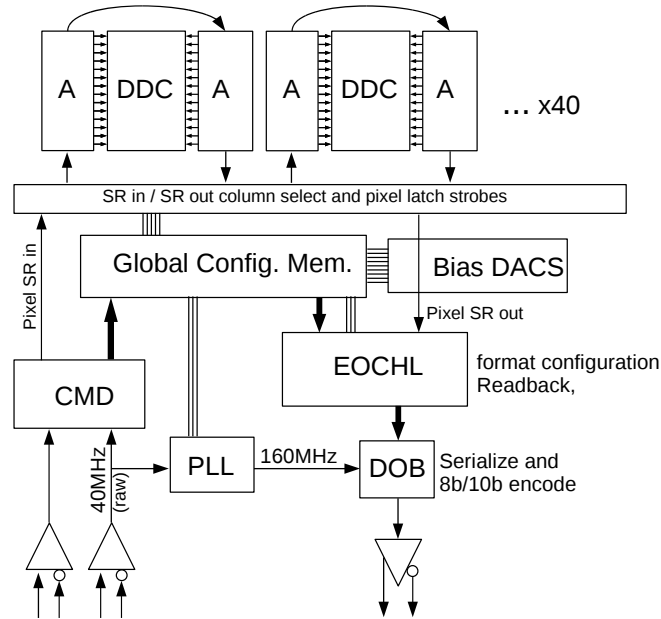 A DDC A A DDC A
... x40
SR in / SR out column select and pixel latch strobes
Global Config. Mem.
Bias DACS
Pixel SR in
Pixel SR out
EOCHL
format configuration
Readback,
CMD
40MHz
(raw)
PLL
160MHz
DOB
Serialize and
8b/10b encode